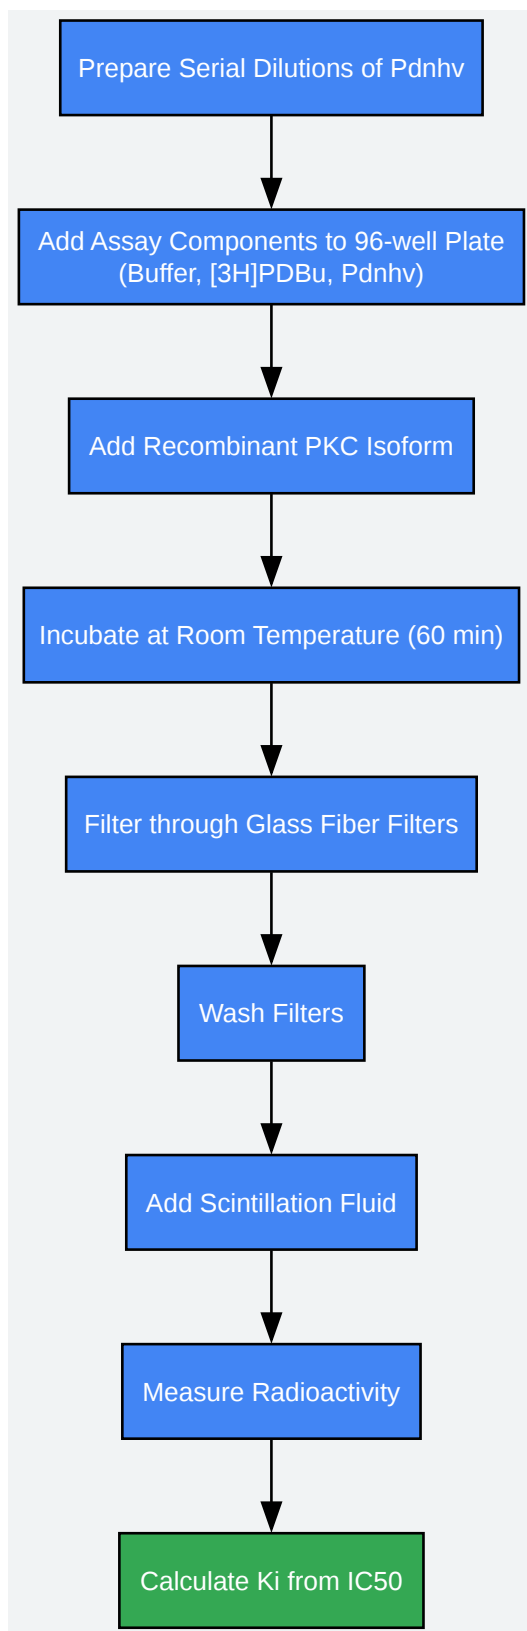 Prepare Serial Dilutions of Pdnhv
Add Assay Components to 96-well Plate
(Buffer, [3H]PDBu, Pdnhv)
Add Recombinant PKC Isoform
Incubate at Room Temperature (60 min)
Filter through Glass Fiber Filters
Wash Filters
Add Scintillation Fluid
Measure Radioactivity
Calculate Ki from IC50